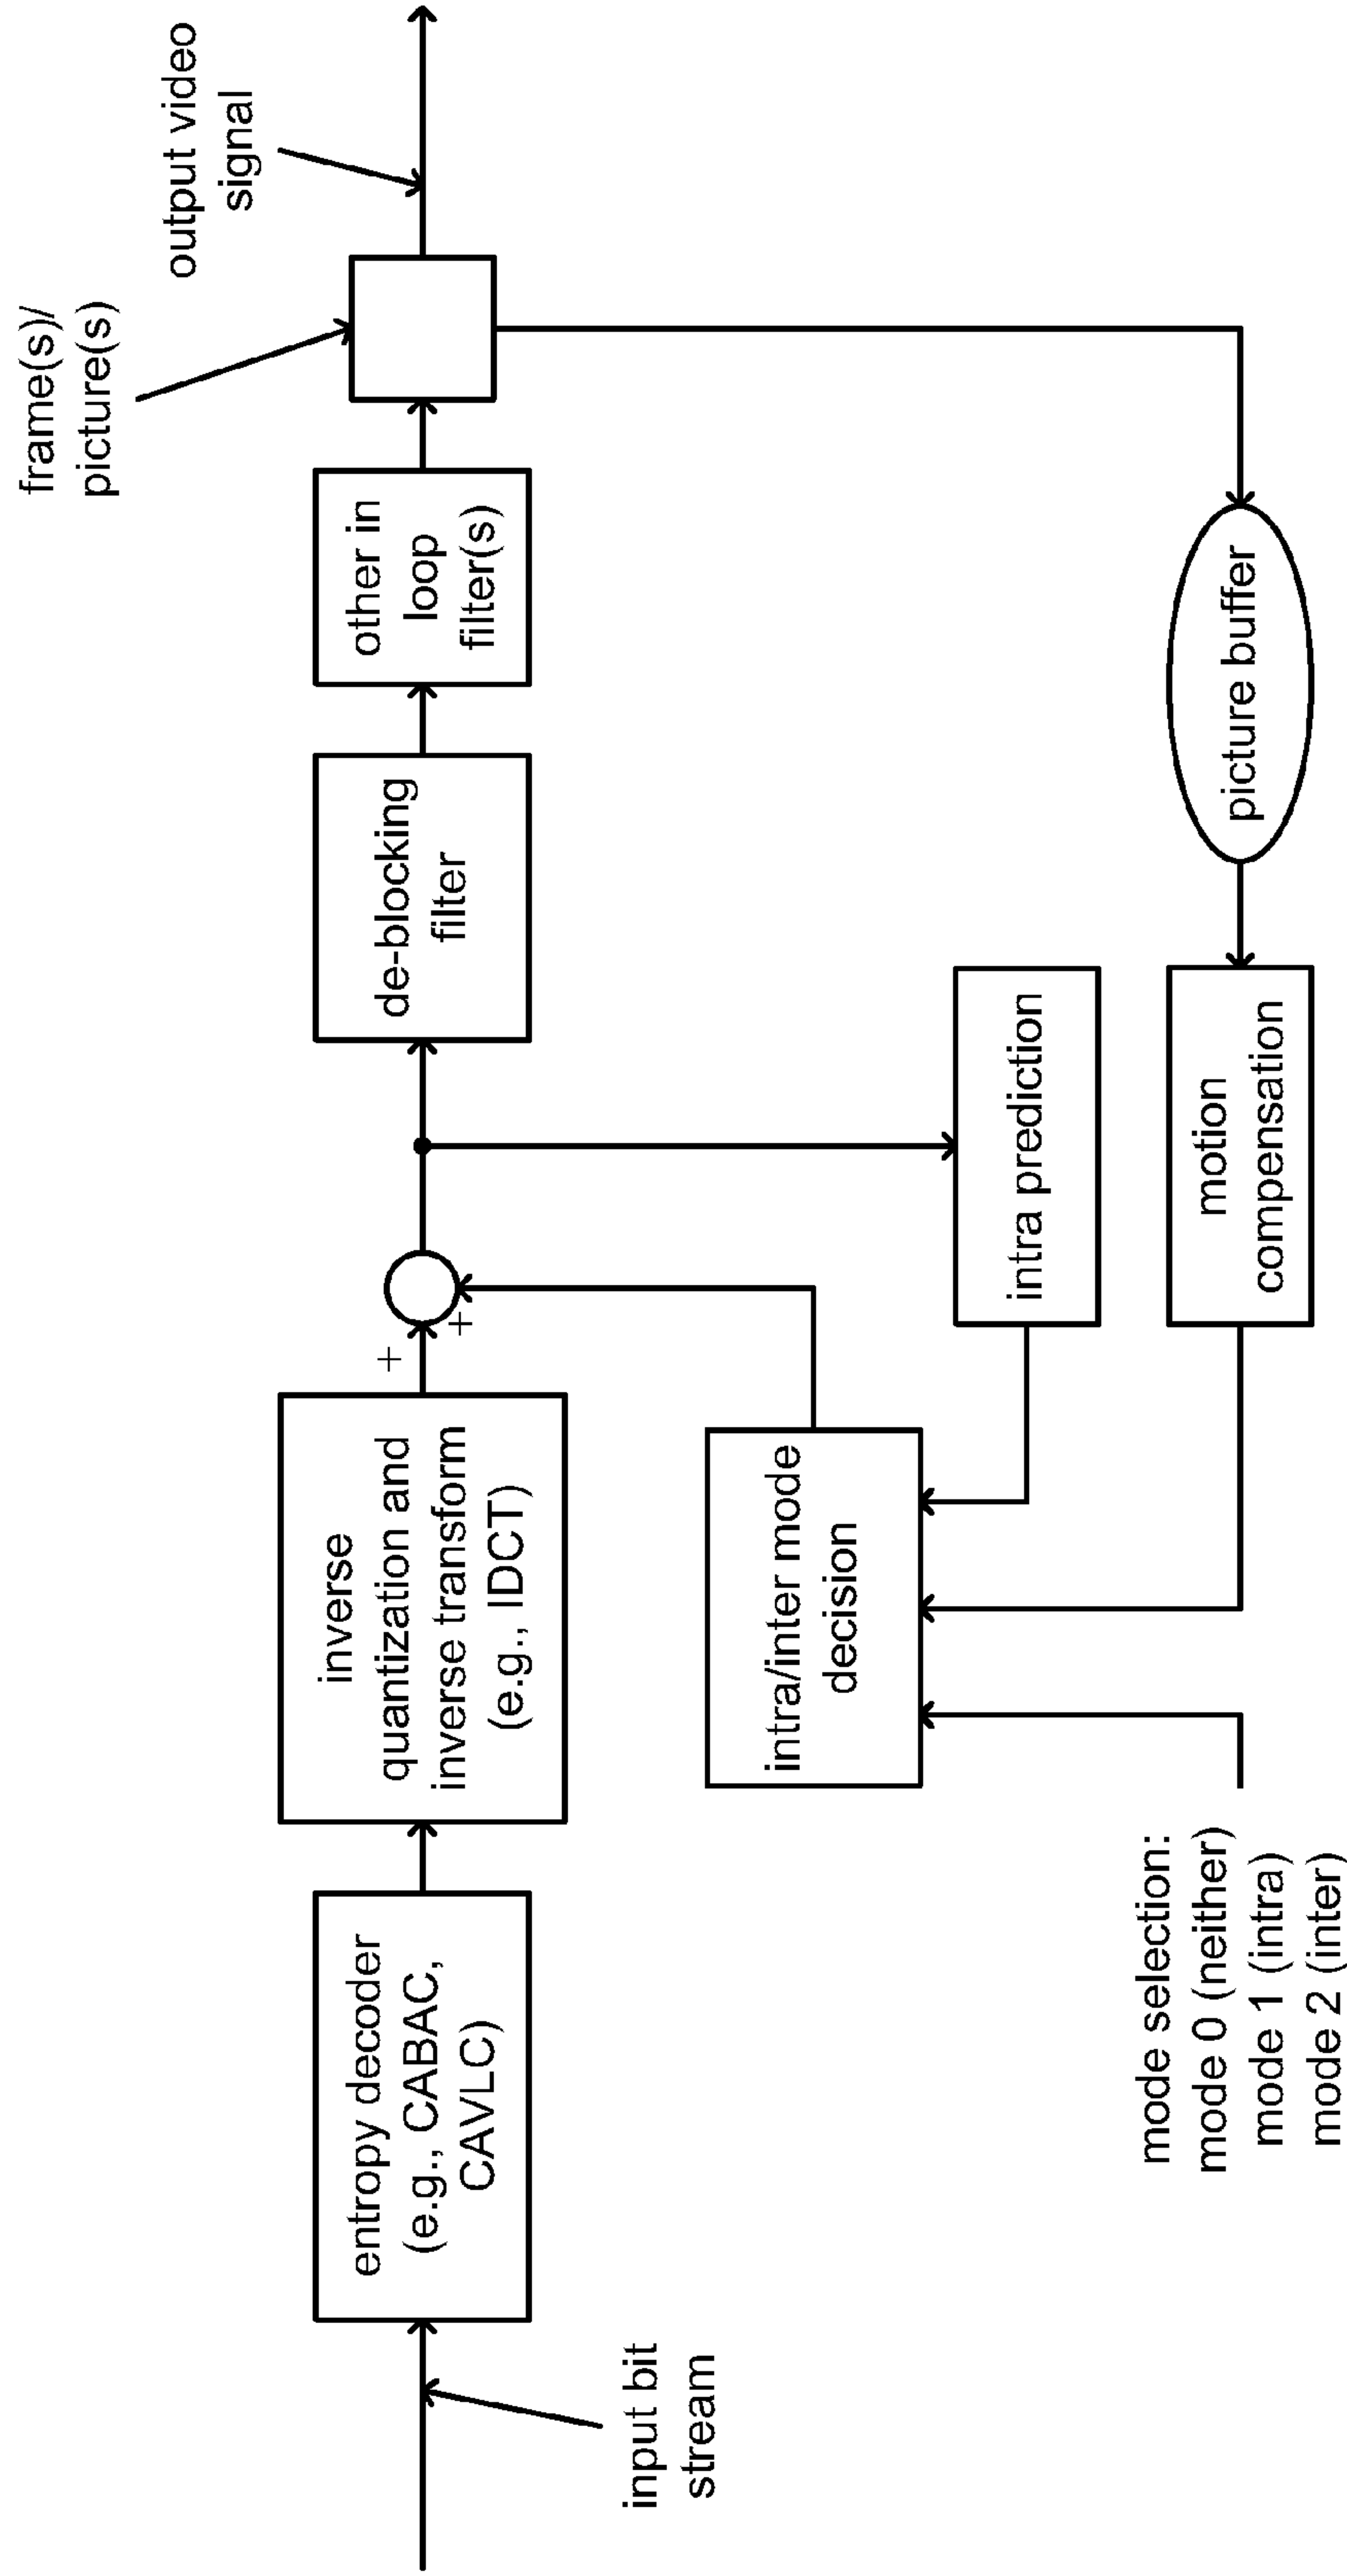 input bit
stream
entropy decoder
(e.g., CABAC,
CAVLC)
inverse
quantization and
inverse transform
(e.g., IDCT)
+
+
de-blocking
filter
other in
loop
filter(s)
frame(s)/
picture(s)
output video
signal
intra/inter mode
decision
intra prediction
motion
compensation
picture buffer
mode selection:
mode 0 (neither)
mode 1 (intra)
mode 2 (inter)